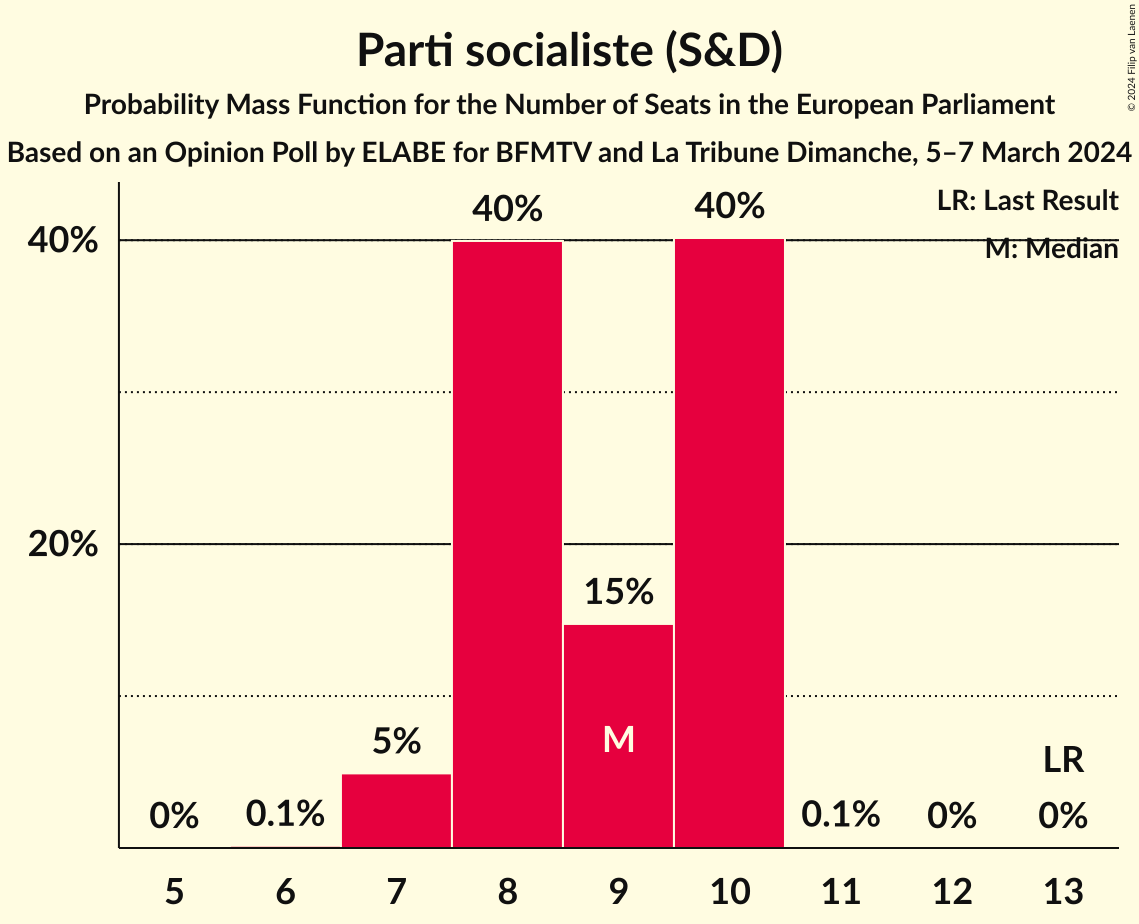 Parti socialiste (S&D)
Probability Mass Function for the Number of Seats in the European Parliament
Based on an Opinion Poll by ELABE for BFMTV and La Tribune Dimanche, 5–7 March 2024
© 2024 Filip van Laenen
LR: Last Result
M: Median
40%
20%
0%
0.1%
5%
40%
15%
M
40%
0.1%
0%
LR
0%
5 6 7 8 9 10 11 12 13